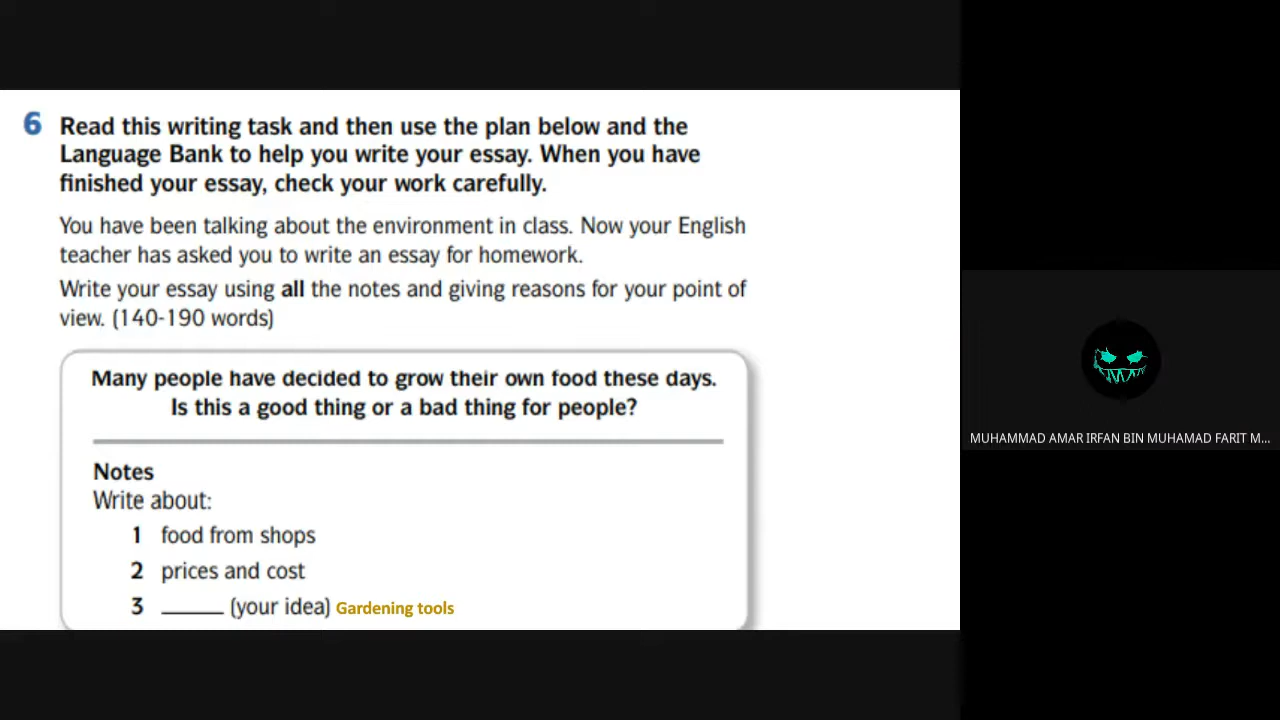 6 Read this writing task and then use the plan below and the
Language Bank to help you write your essay. When you have
finished your essay, check your work carefully.
You have been talking about the environment in class. Now your English
teacher has asked you to write an essay for homework.
Write your essay using all the notes and giving reasons for your point of
view. (140-190 words)
Many people have decided to grow their own food these days.
Is this a good thing or a bad thing for people?
Notes
Write about:
1 food from shops
2 prices and cost
3 ______ (your idea) Gardening tools
MUHAMMAD AMAR IRFAN BIN MUHAMAD FARIT M...